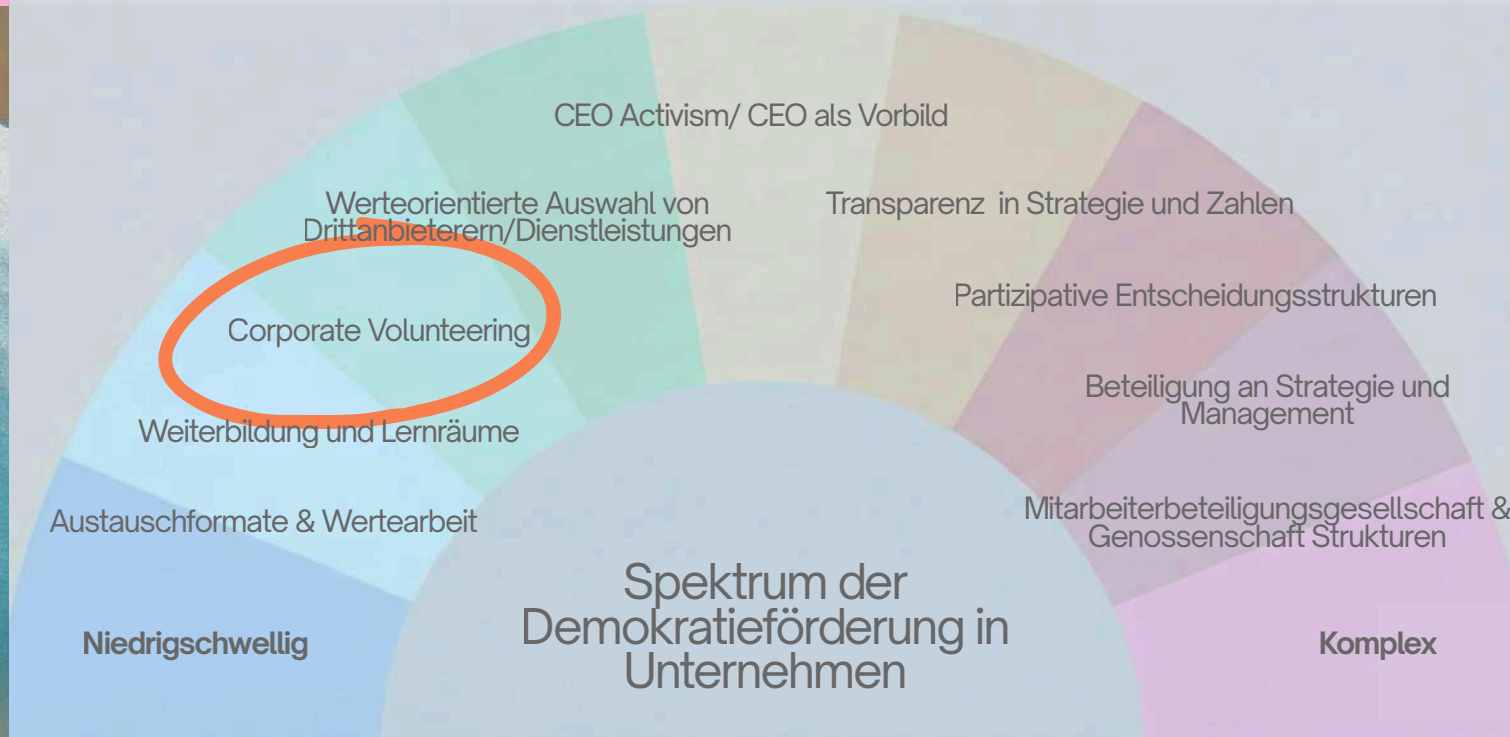 CEO Activism/ CEO als Vorbild
Werteorientierte Auswahl von
Drittanbieterern/Dienstleistungen
Transparenz in Strategie und Zahlen
Corporate Volunteering
Partizipative Entscheidungsstrukturen
Weiterbildung und Lernräume
Beteiligung an Strategie und
Management
Austauschformate & Wertearbeit
Mitarbeiterbeteiligungsgesellschaft &
Genossenschaft Strukturen
Spektrum der
Demokratieförderung in
Unternehmen
Niedrigschwellig
Komplex